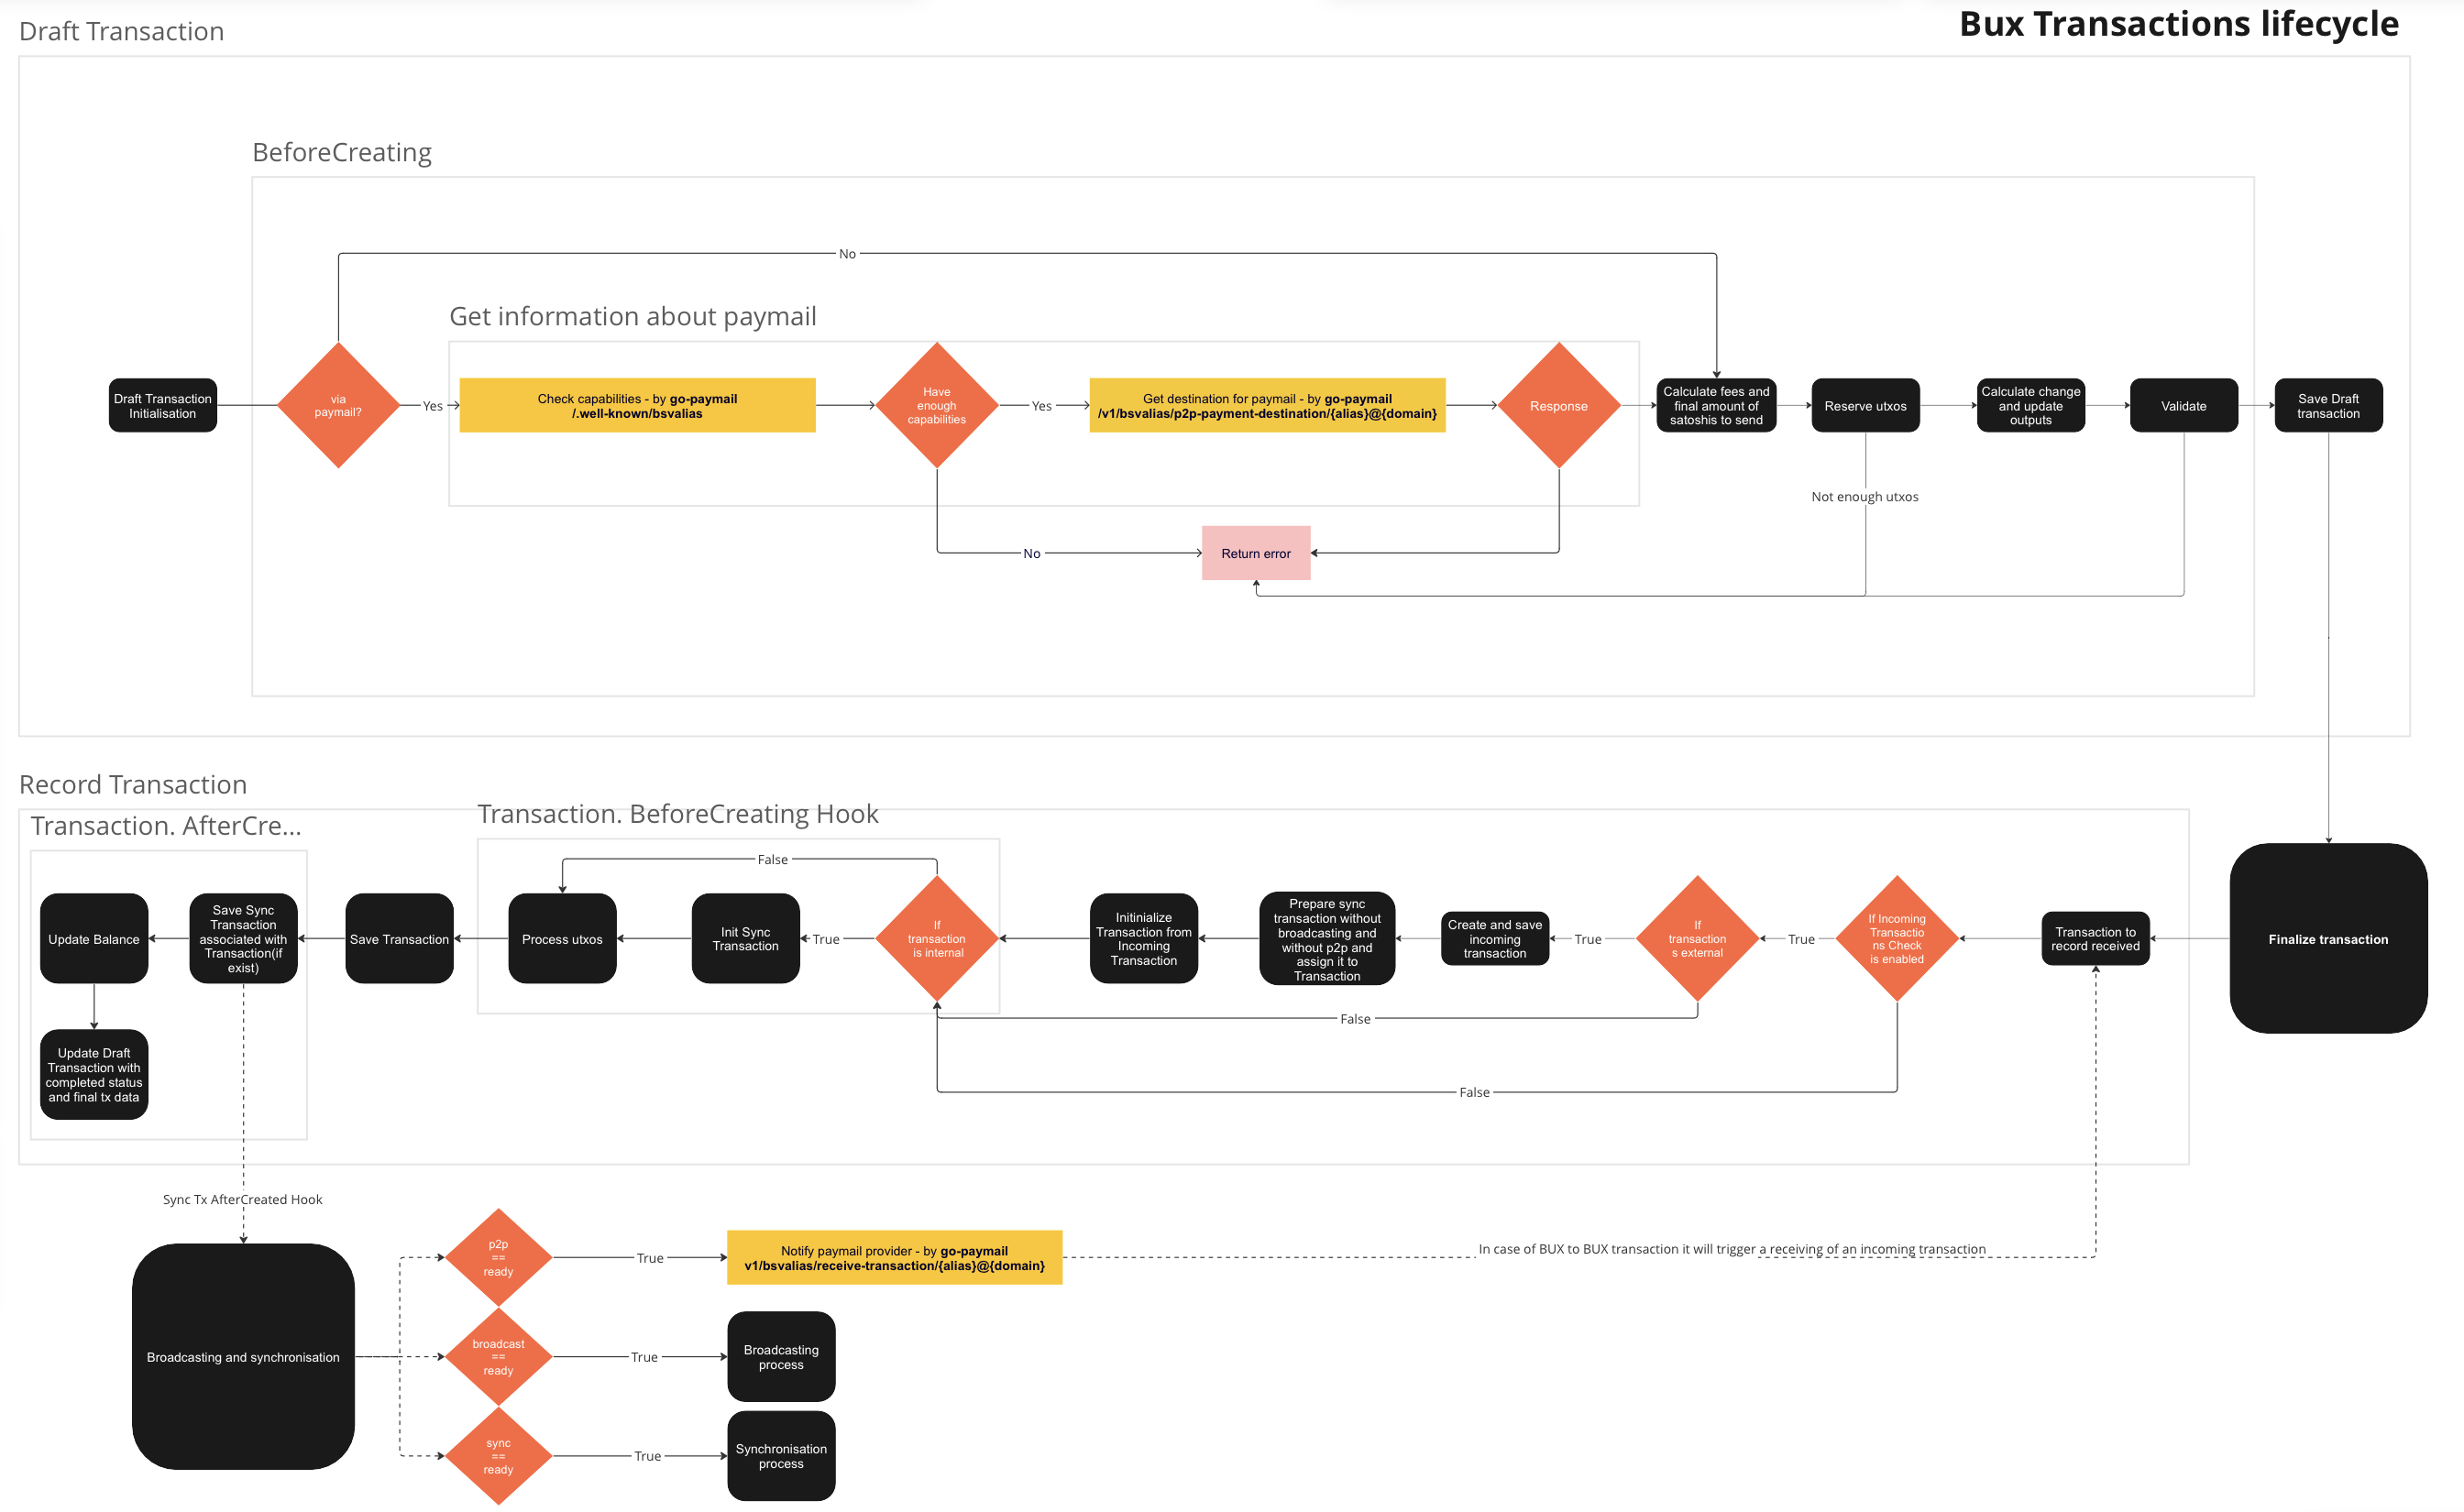 Bux Transactions lifecycle
Draft Transaction
BeforeCreating
No
Get information about paymail
Draft Transaction
Initialisation
via
paymail?
Yes
Check capabilities - by go-paymail
/.well-known/bsvalias
Have
enough
capabilities
Yes
Get destination for paymail - by go-paymail
/v1/bsvalias/p2p-payment-destination/{alias}@{domain}
Response
Calculate fees and
final amount of
satoshis to send
Reserve utxos
Calculate change
and update
outputs
Validate
Save Draft
transaction
Not enough utxos
No
Return error
Record Transaction
Transaction. AfterCre...
Transaction. BeforeCreating Hook
False
Update Balance
Save Sync
Transaction
associated with
Transaction(if
exist)
Save Transaction
Process utxos
Init Sync
Transaction
True
If
transaction
is internal
Initinialize
Transaction from
Incoming
Transaction
Prepare sync
transaction without
broadcasting and
without p2p and
assign it to
Transaction
Create and save
incoming
transaction
True
If
transaction
s external
True
If Incoming
Transactio
ns Check
is enabled
Transaction to
record received
Finalize transaction
False
False
Update Draft
Transaction with
completed status
and final tx data
Sync Tx AfterCreated Hook
Broadcasting and synchronisation
p2p
==
ready
True
Notify paymail provider - by go-paymail
v1/bsvalias/receive-transaction/{alias}@{domain}
In case of BUX to BUX transaction it will trigger a receiving of an incoming transaction
broadcast
==
ready
True
Broadcasting
process
sync
==
ready
True
Synchronisation
process